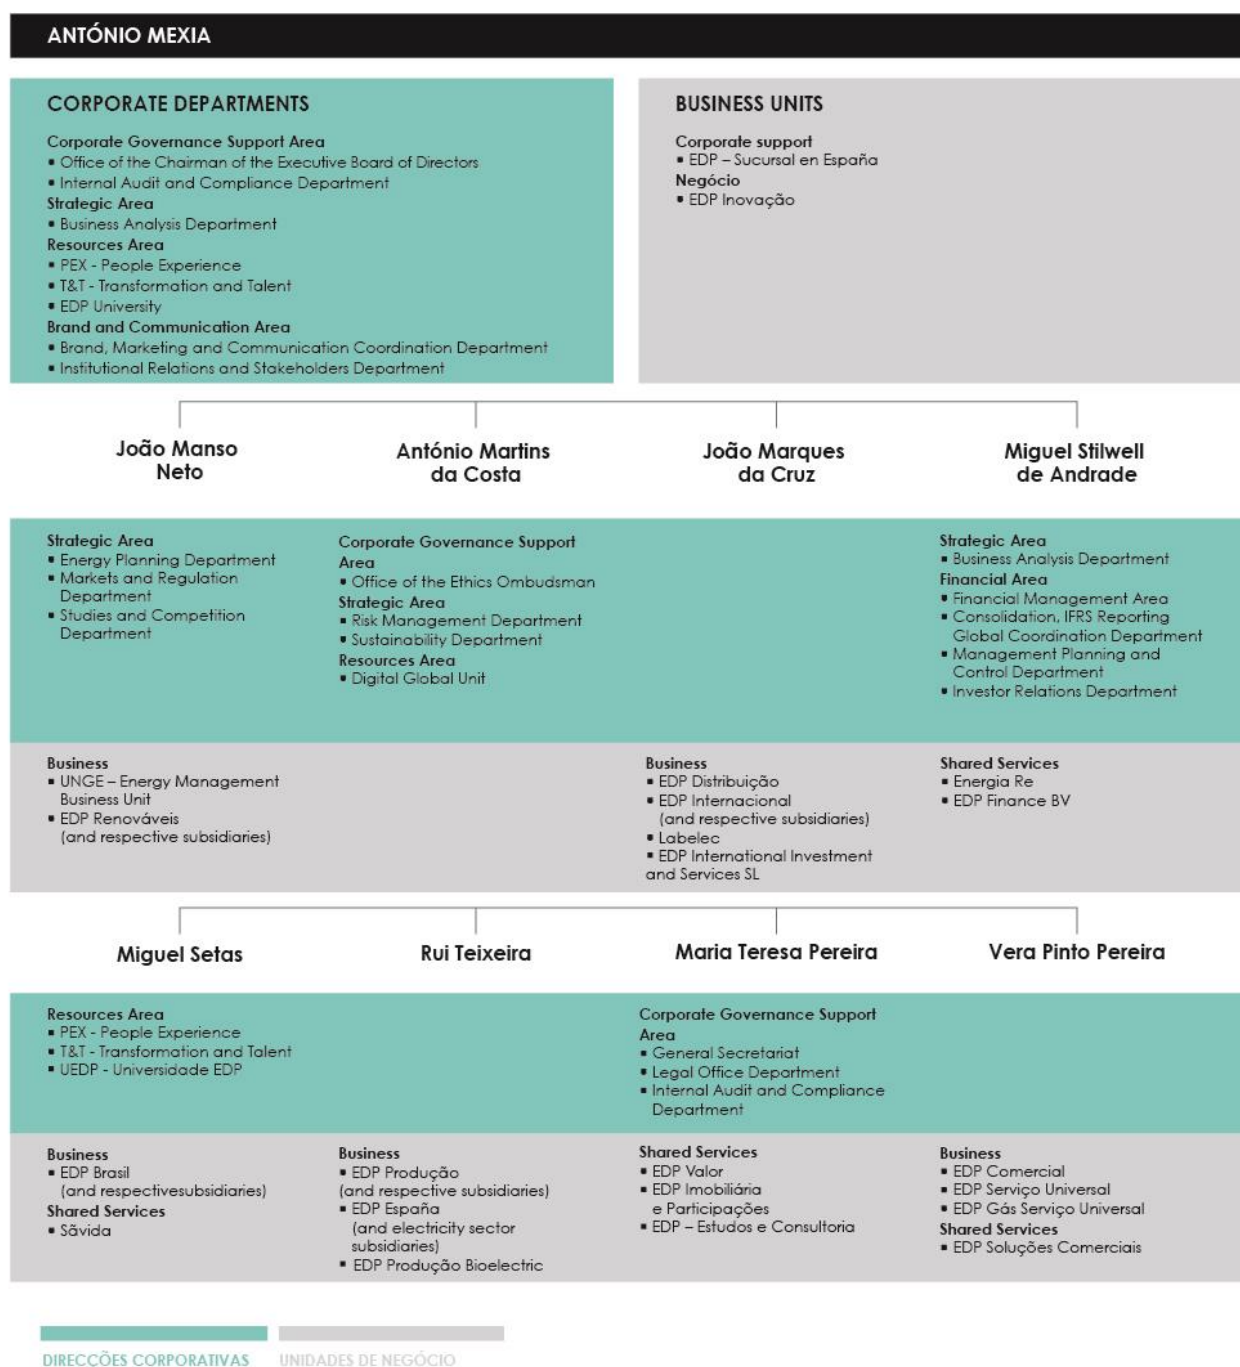 ANTÓNIO MEXIA
CORPORATE DEPARTMENTS
Corporate Governance Support Area
▪ Office of the Chairman of the Executive Board of Directors
▪ Internal Audit and Compliance Department
Strategic Area
▪ Business Analysis Department
Resources Area
▪ PEX - People Experience
▪ T&T - Transformation and Talent
▪ EDP University
Brand and Communication Area
▪ Brand, Marketing and Communication Coordination Department
▪ Institutional Relations and Stakeholders Department
BUSINESS UNITS
Corporate support
▪ EDP – Sucursal en España
Negócio
▪ EDP Inovação
João Manso
Neto
António Martins
da Costa
João Marques
da Cruz
Miguel Stilwell
de Andrade
Strategic Area
▪ Energy Planning Department
▪ Markets and Regulation
Department
▪ Studies and Competition
Department
Corporate Governance Support
Area
▪ Office of the Ethics Ombudsman
Strategic Area
▪ Risk Management Department
▪ Sustainability Department
Resources Area
▪ Digital Global Unit
Strategic Area
▪ Business Analysis Department
Financial Area
▪ Financial Management Area
▪ Consolidation, IFRS Reporting
Global Coordination Department
▪ Management Planning and
Control Department
▪ Investor Relations Department
Business
▪ UNGE – Energy Management
Business Unit
▪ EDP Renováveis
(and respective subsidiaries)
Business
▪ EDP Distribuição
▪ EDP Internacional
(and respective subsidiaries)
▪ Labelec
▪ EDP International Investment
and Services SL
Shared Services
▪ Energia Re
▪ EDP Finance BV
Miguel Setas
Rui Teixeira
Maria Teresa Pereira
Vera Pinto Pereira
Resources Area
▪ PEX - People Experience
▪ T&T - Transformation and Talent
▪ UEDP - Universidade EDP
Corporate Governance Support
Area
▪ General Secretariat
▪ Legal Office Department
▪ Internal Audit and Compliance
Department
Business
▪ EDP Brasil
(and respectivesubsidiaries)
Shared Services
▪ Sãvida
Business
▪ EDP Produção
(and respective subsidiaries)
▪ EDP España
(and electricity sector
subsidiaries)
▪ EDP Produção Bioelectric
Shared Services
▪ EDP Valor
▪ EDP Imobiliária
e Participações
▪ EDP – Estudos e Consultoria
Business
▪ EDP Comercial
▪ EDP Serviço Universal
▪ EDP Gás Serviço Universal
Shared Services
▪ EDP Soluções Comerciais
DIRECÇÕES CORPORATIVAS
UNIDADES DE NEGÓCIO